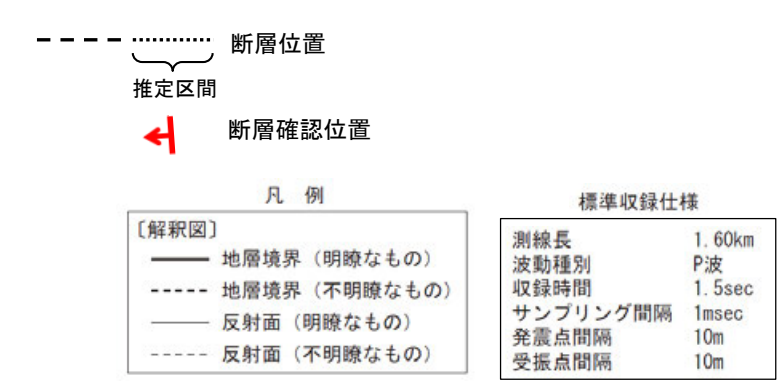 断層位置
推定区間
断層確認位置
凡 例
〔解釈図〕
地層境界（明瞭なもの）
地層境界（不明瞭なもの）
反射面（明瞭なもの）
反射面（不明瞭なもの）
標準収録仕様
測線長 1.60km
波動種別 P波
収録時間 1.5sec
サンプリング間隔 1msec
発震点間隔 10m
受振点間隔 10m